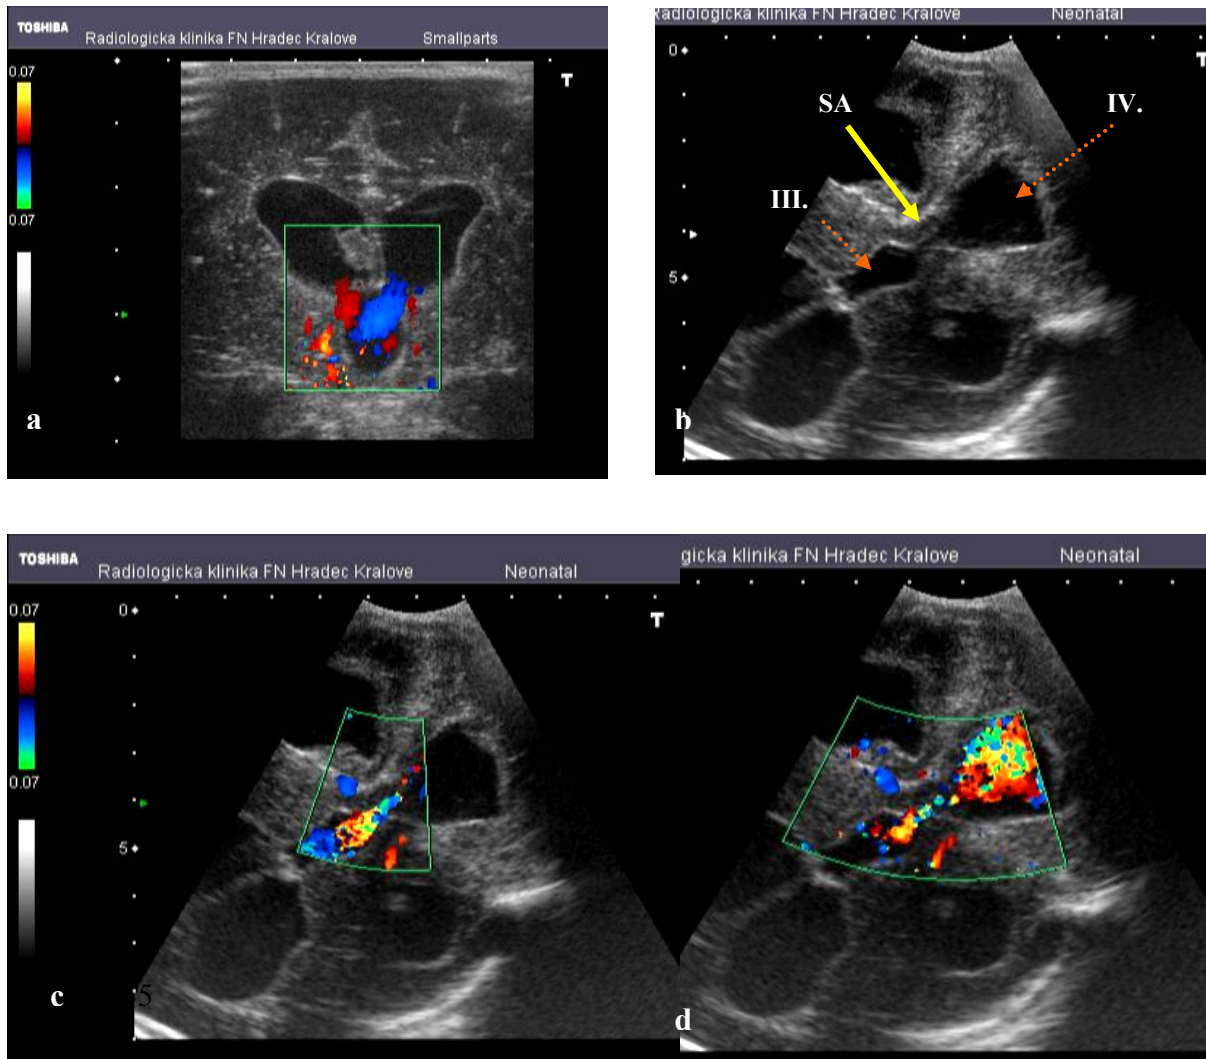 TOSHIBA
Radiologicka klinika FN Hradec Kralove Smallparts
0.07
0.07
T
a
Radiologicka klinika FN Hradec Kralove Neonatal
0
T
SA
IV.
III.
5
b
TOSHIBA
Radiologicka klinika FN Hradec Kralove Neonatal
0.07
0.07
0
T
5
c
5
gicka klinika FN Hradec Kralove Neonatal
T
d